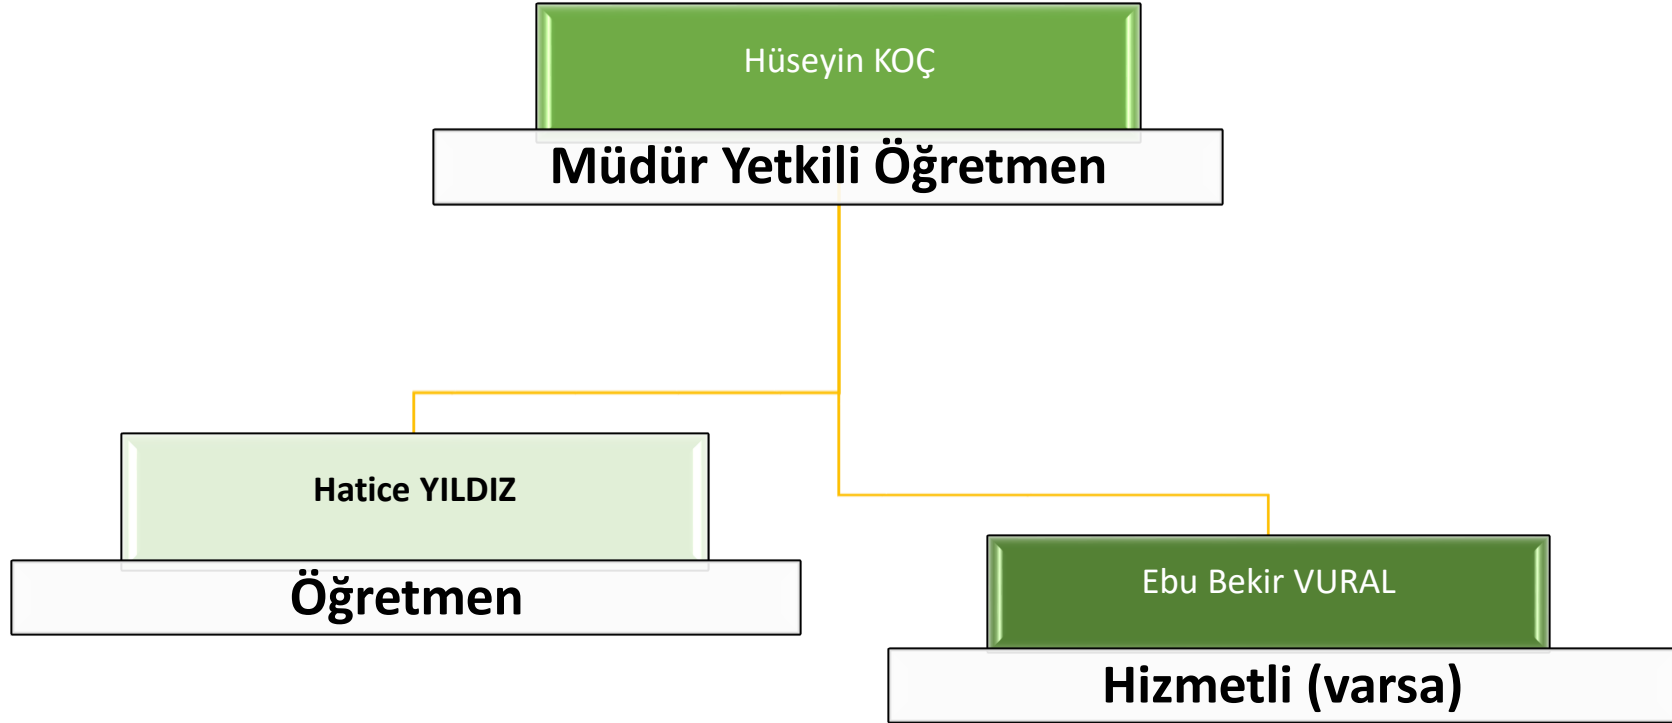 Hüseyin KOÇ
Müdür Yetkili Öğretmen
Hatice YILDIZ
Öğretmen
Ebu Bekir VURAL
Hizmetli (varsa)